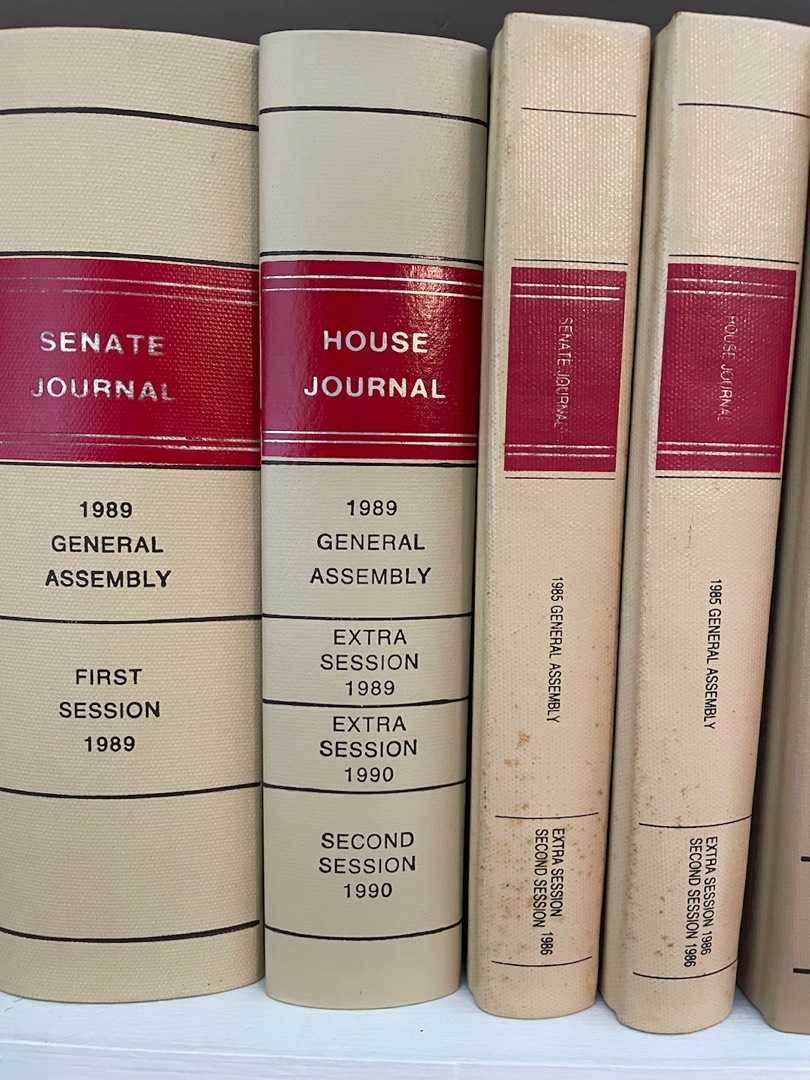 SENATE
JOURNAL
1989
GENERAL
ASSEMBLY
FIRST
SESSION
1989
HOUSE
JOURNAL
1989
GENERAL
ASSEMBLY
EXTRA
SESSION
1989
EXTRA
SESSION
1990
SECOND
SESSION
1990
SENATE JOURNAL
1985 GENERAL ASSEMBLY
EXTRA SESSION 1986
SECOND SESSION
HOUSE JOURNAL
1985 GENERAL ASSEMBLY
EXTRA SESSION 1986
SECOND SESSION 1986